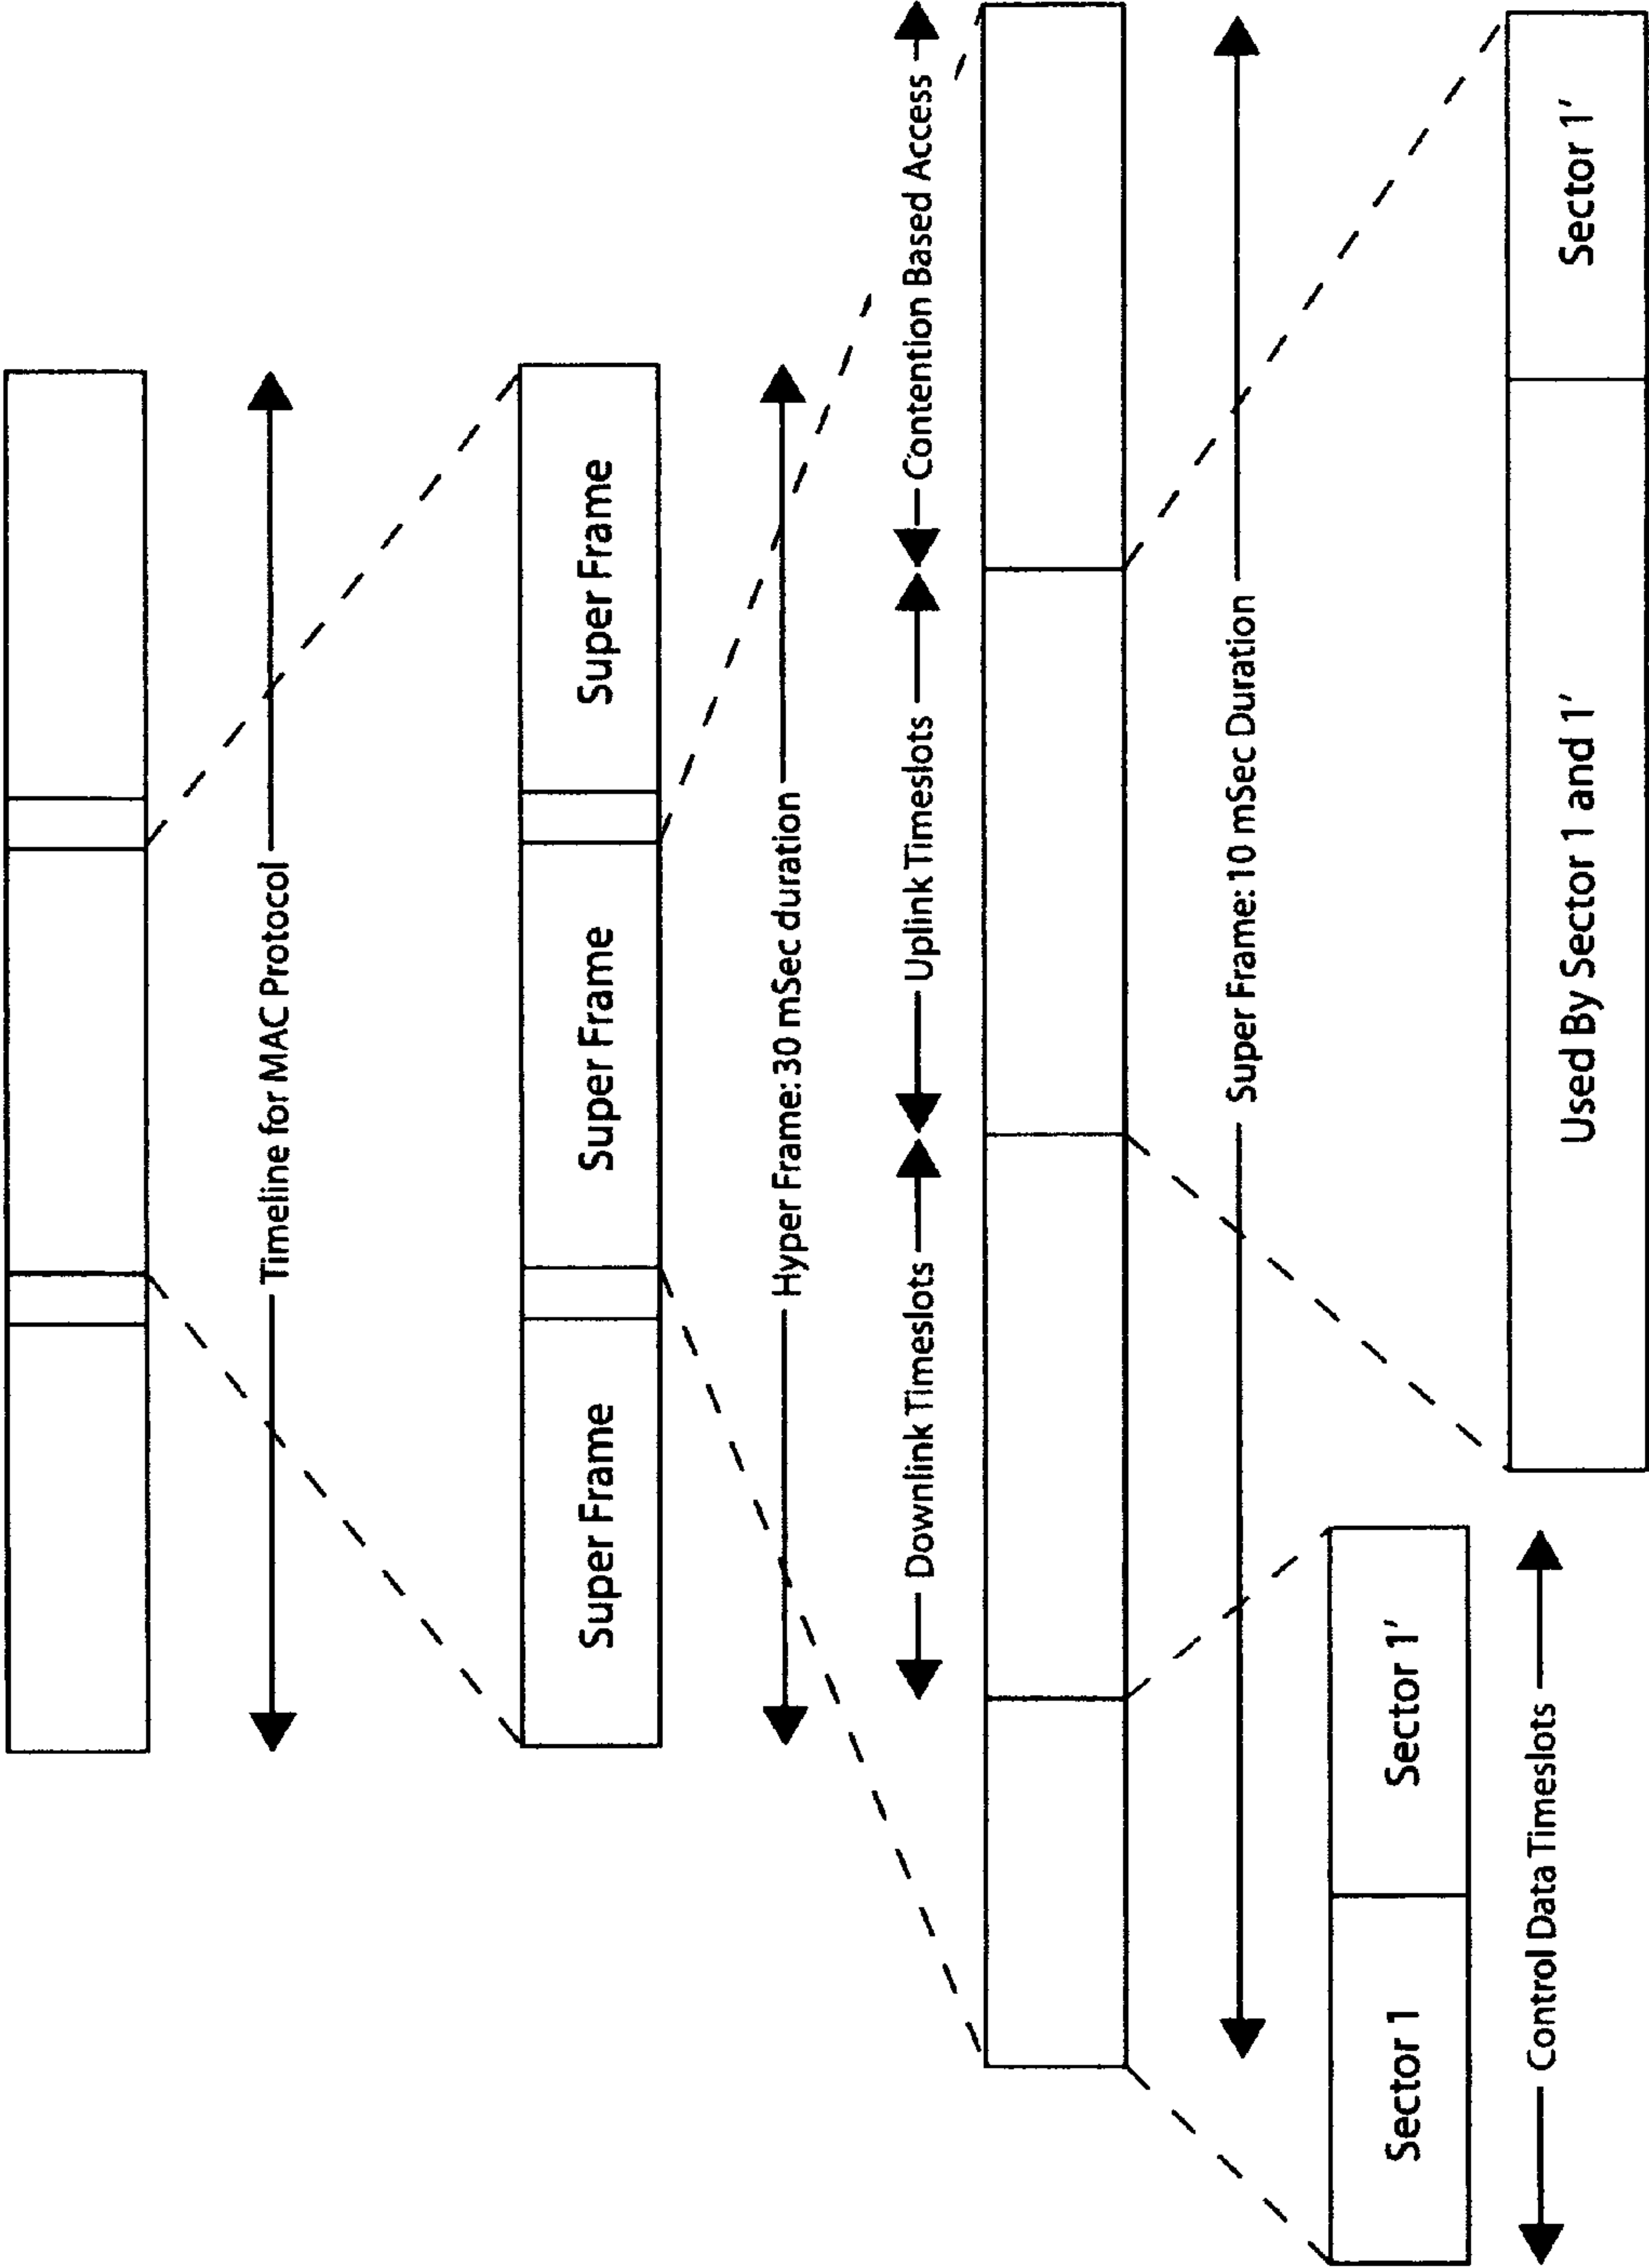 Timeline for MAC Protocol
Super Frame
Super Frame
Super Frame
Hyper Frame: 30 mSec duration
Downlink Timeslots
Uplink Timeslots
Contention Based Access
Super Frame: 10 mSec Duration
Sector 1
Sector 1′
Control Data Timeslots
Used By Sector 1 and 1′
Sector 1′